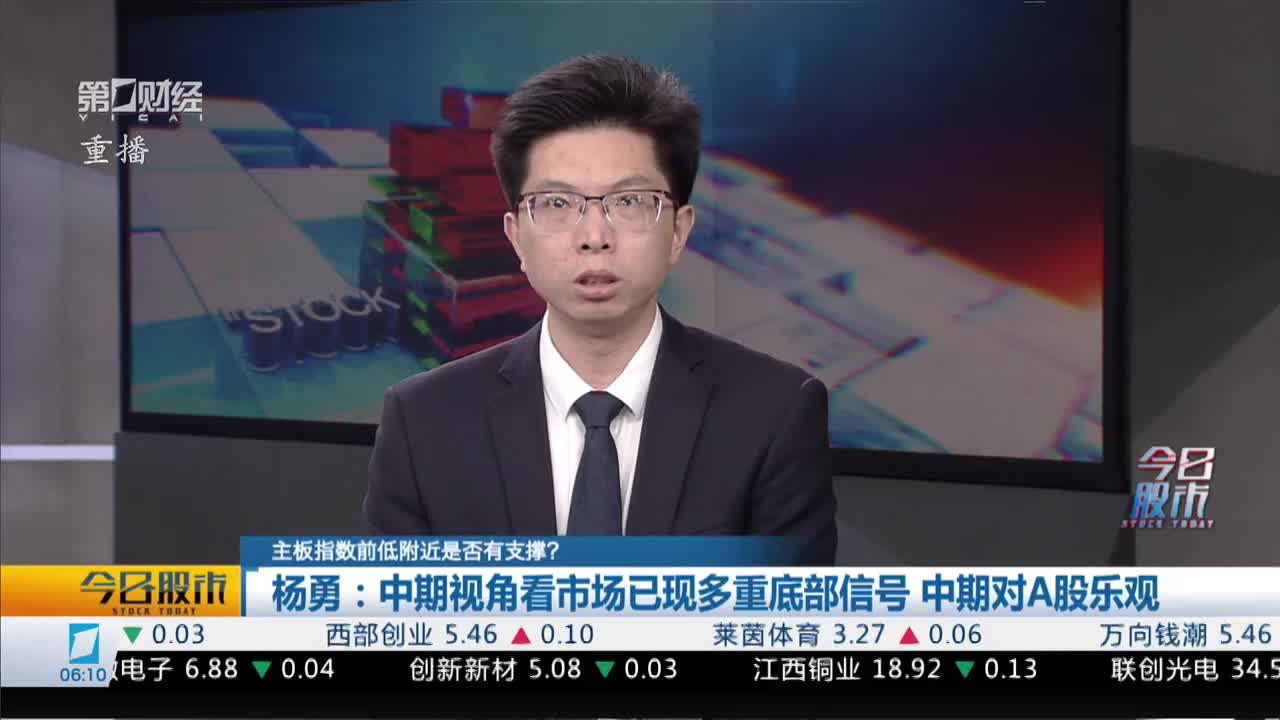 第一财经
YICAI
重播
STOCK
今日
股市
STOCK TODAY
主板指数前低附近是否有支撑?
今日股市
STOCK TODAY
杨勇：中期视角看市场已现多重底部信号 中期对A股乐观
▼ 0.03 西部创业 5.46 ▲ 0.10 莱茵体育 3.27 ▲ 0.06 万向钱潮 5.46
06:10
电子 6.88 ▼ 0.04 创新新材 5.08 ▼ 0.03 江西铜业 18.92 ▼ 0.13 联创光电 34.5